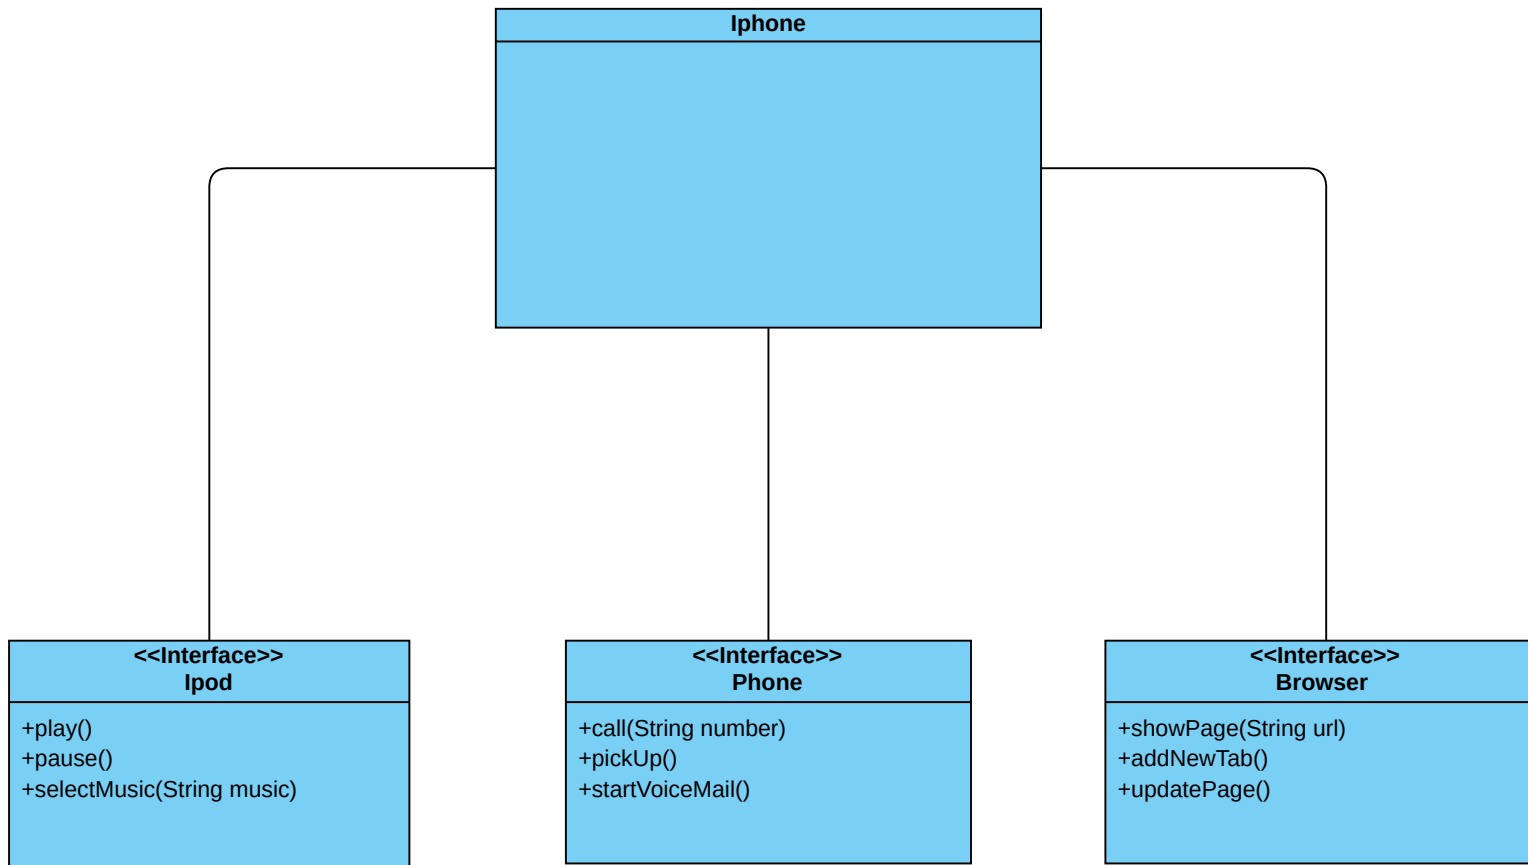 Iphone
<<Interface>>
Ipod
+play()
+pause()
+selectMusic(String music)
<<Interface>>
Phone
+call(String number)
+pickUp()
+startVoiceMail()
<<Interface>>
Browser
+showPage(String url)
+addNewTab()
+updatePage()